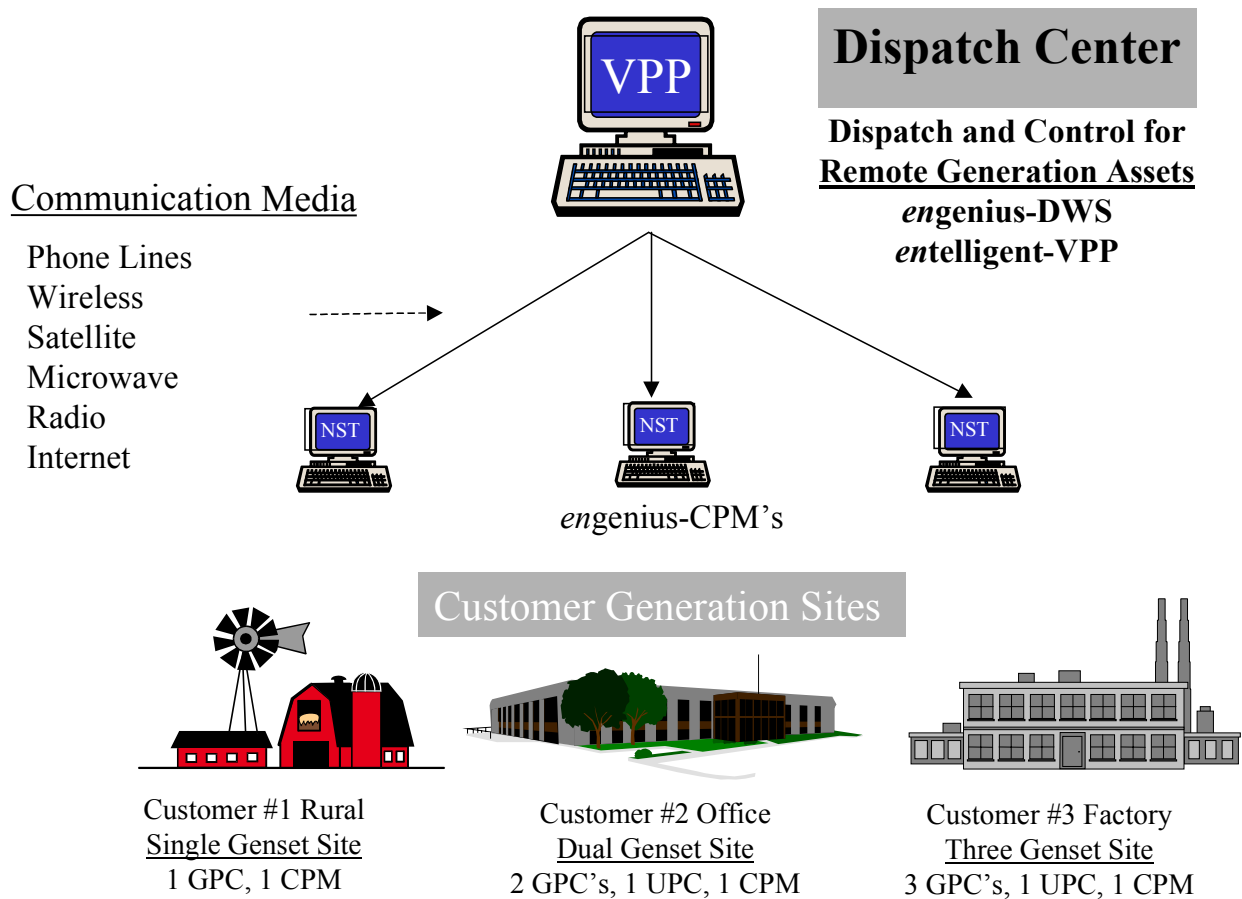 VPP
Dispatch Center
Dispatch and Control for
Remote Generation Assets
engenius-DWS
entelligent-VPP
Communication Media
Phone Lines
Wireless
Satellite
Microwave
Radio
Internet
NST
NST
NST
engenius-CPM’s
Customer Generation Sites
Customer #1 Rural
Single Genset Site
1 GPC, 1 CPM
Customer #2 Office
Dual Genset Site
2 GPC’s, 1 UPC, 1 CPM
Customer #3 Factory
Three Genset Site
3 GPC’s, 1 UPC, 1 CPM